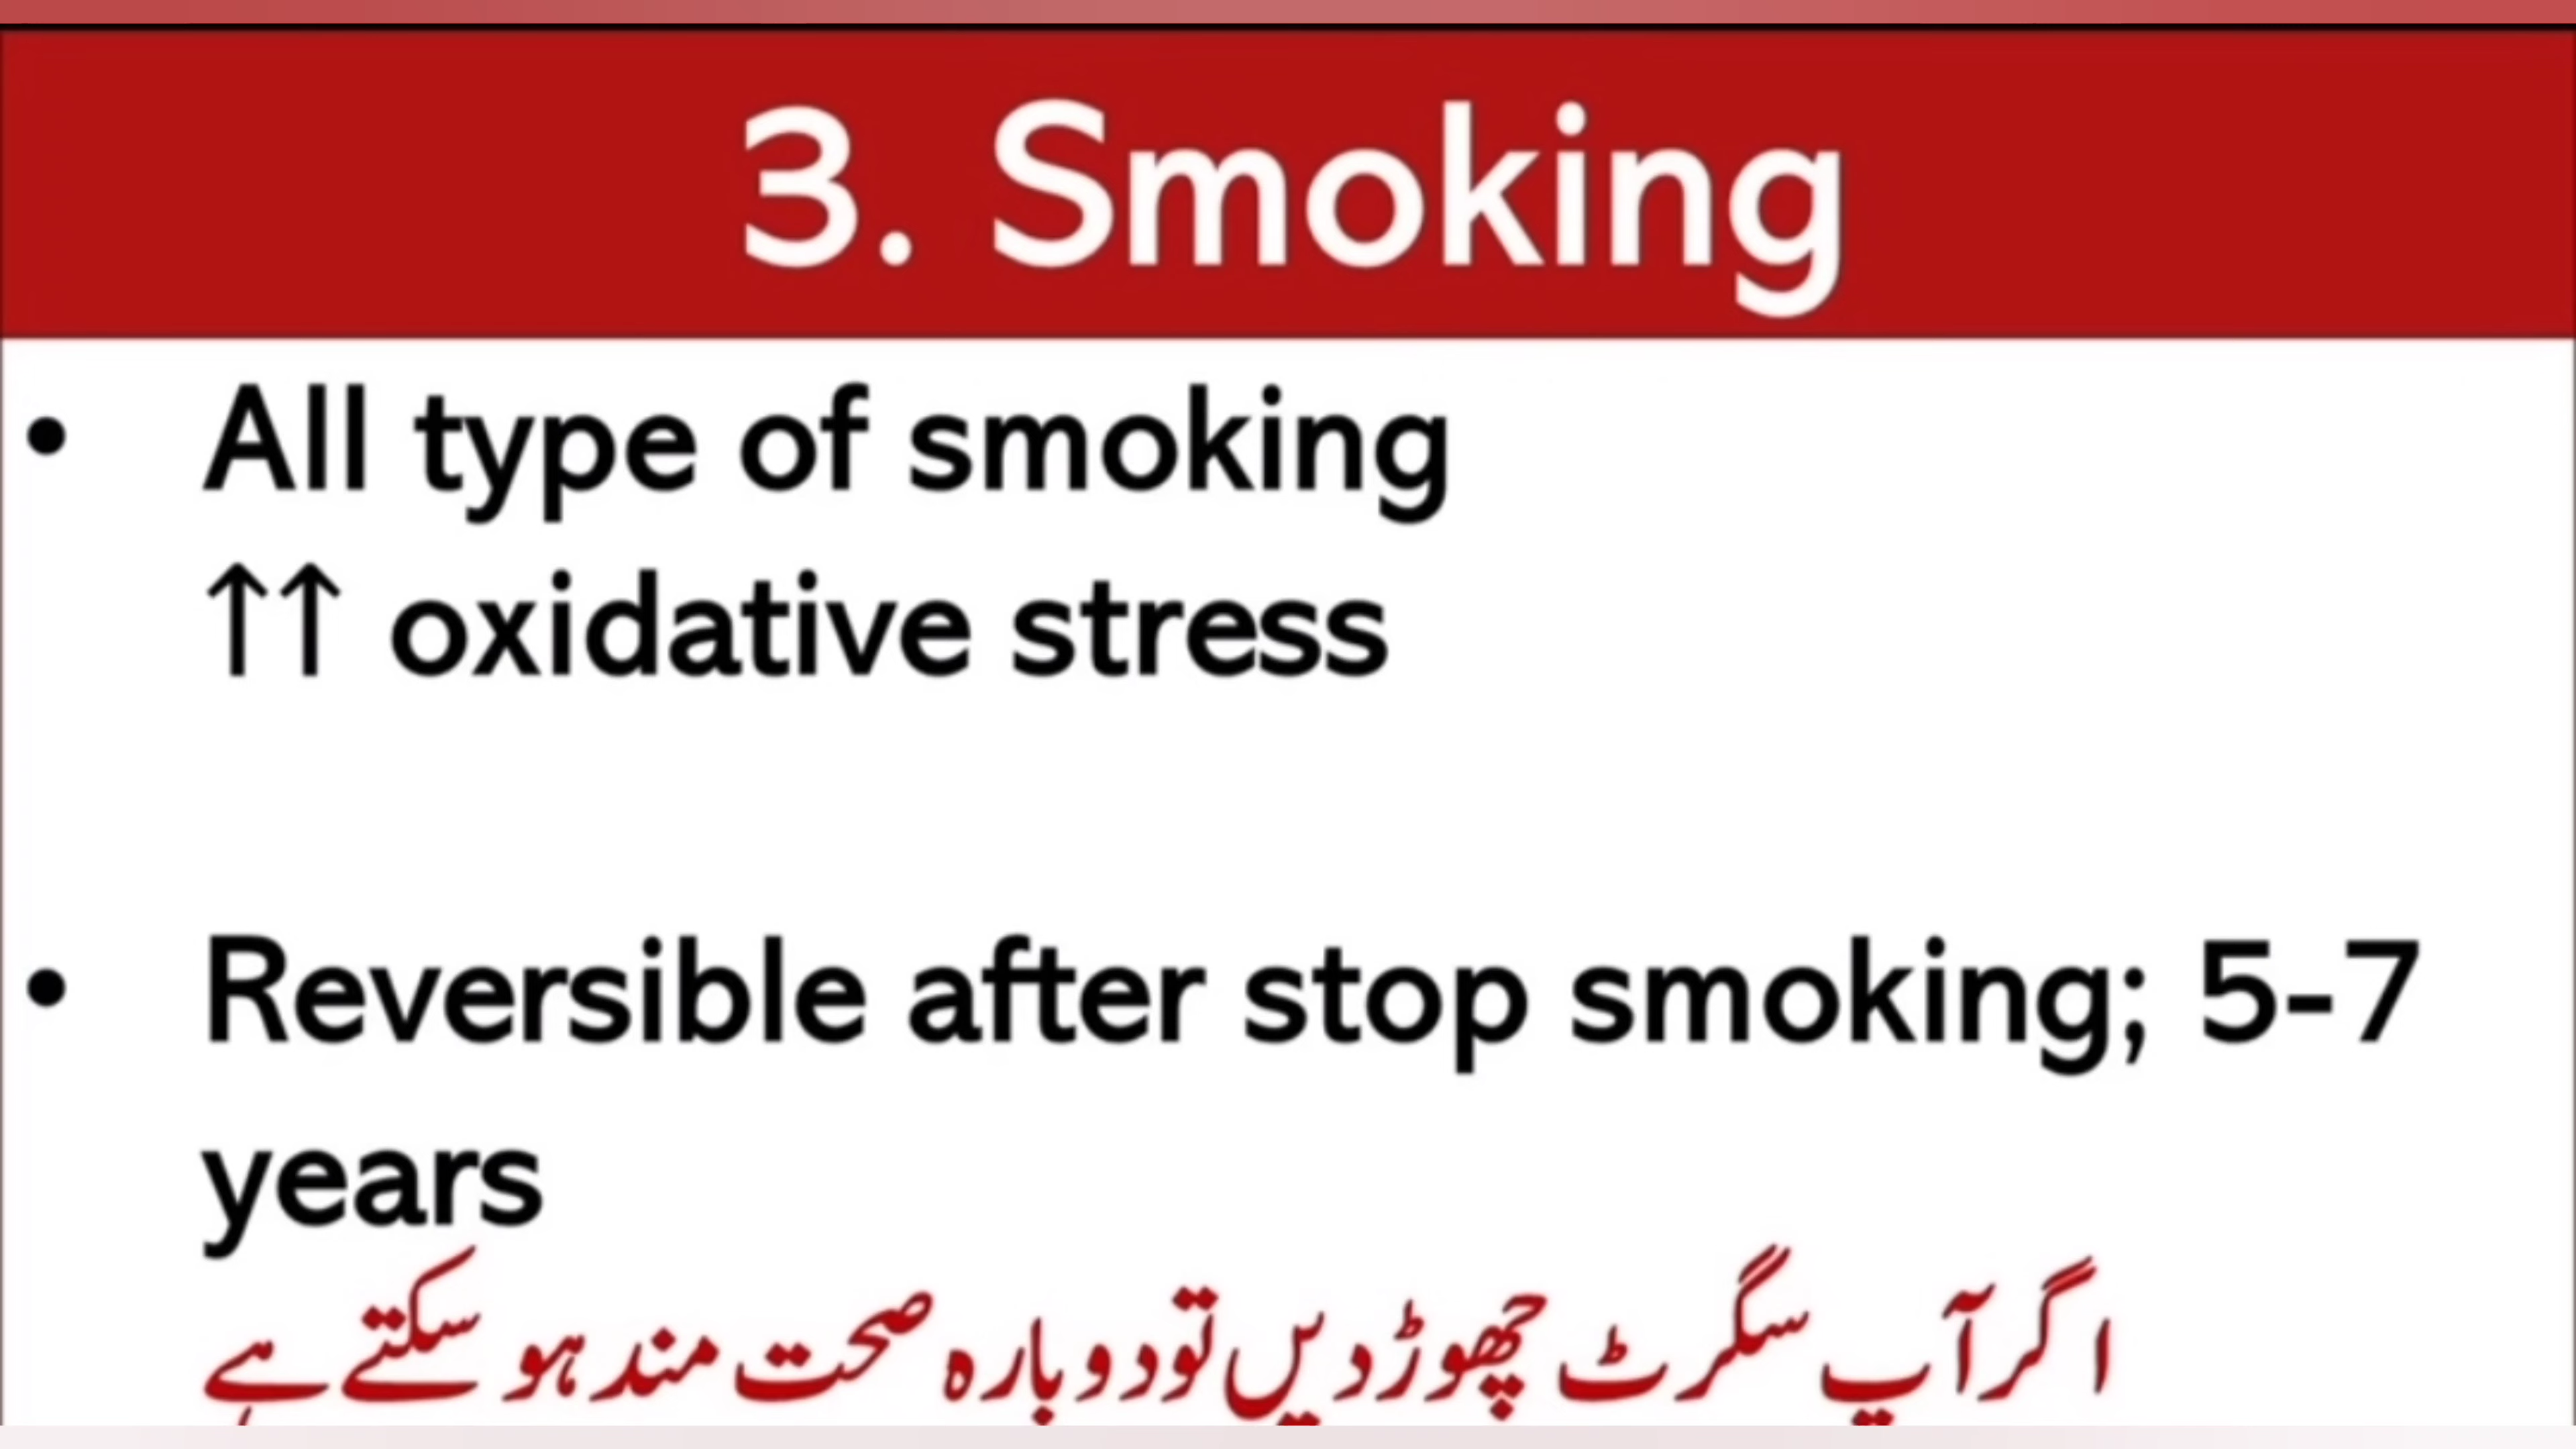 3. Smoking
• All type of smoking
↑↑ oxidative stress
• Reversible after stop smoking; 5-7
years
اگر آپ سگرٹ چھوڑ دیں تو دوبارہ صحت مند ہو سکتے ہے